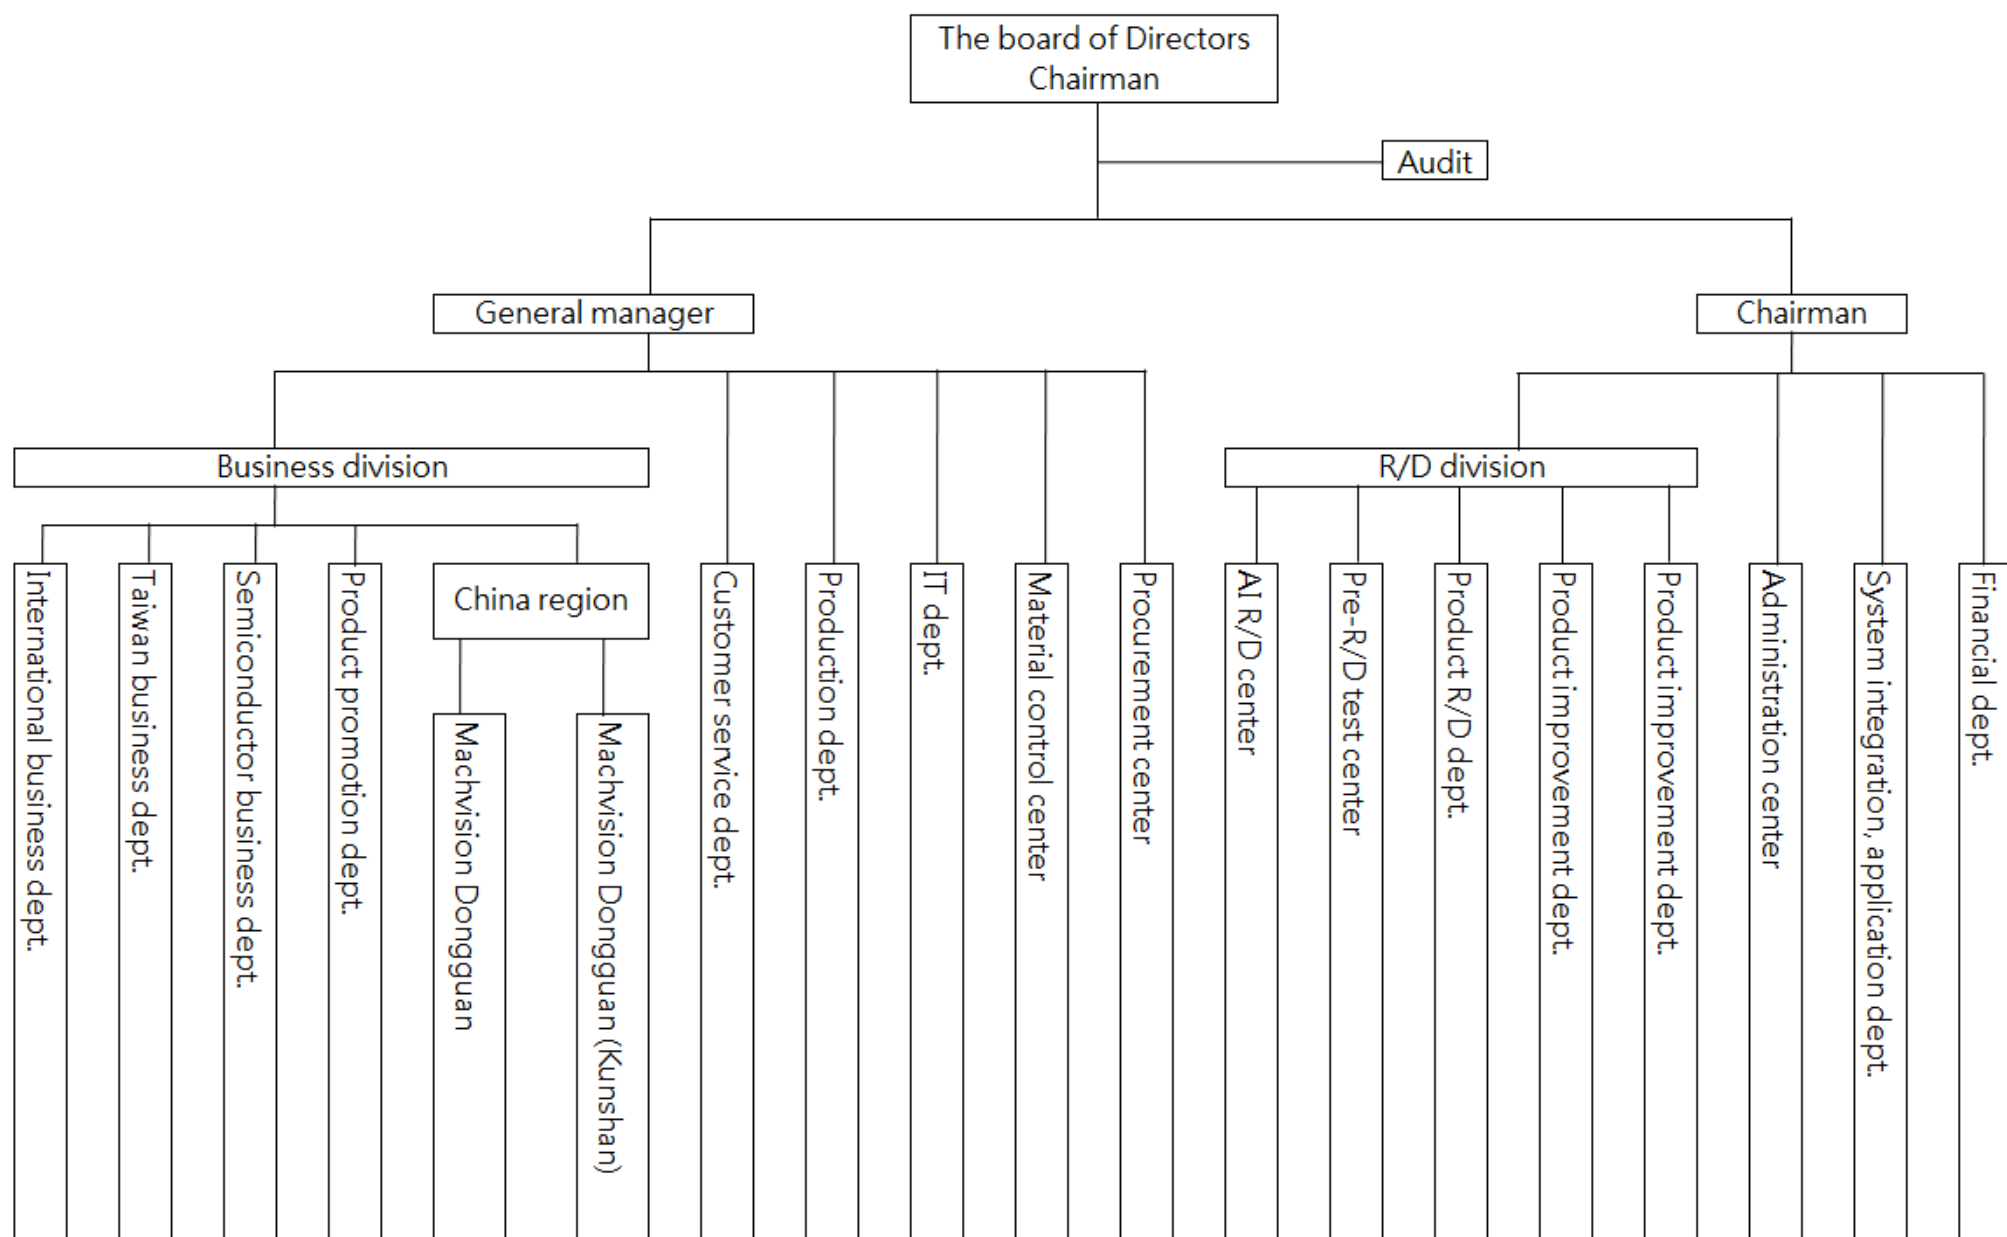 The board of Directors
Chairman
Audit
General manager
Chairman
Business division
R/D division
International business dept.
Taiwan business dept.
Semiconductor business dept.
Product promotion dept.
China region
Machvision Dongguan
Machvision Dongguan (Kunshan)
Customer service dept.
Production dept.
IT dept.
Material control center
Procurement center
AI R/D center
Pre-R/D test center
Product R/D dept.
Product improvement dept.
Product improvement dept.
Administration center
System integration, application dept.
Financial dept.